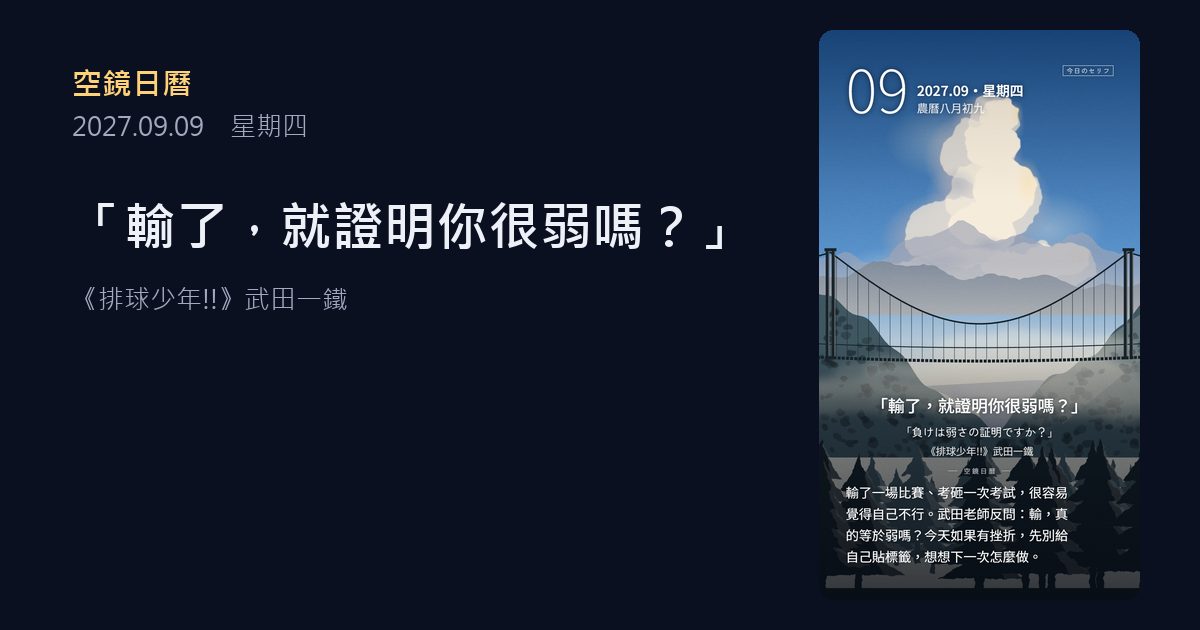 空鏡日曆
2027.09.09 星期四
「輸了，就證明你很弱嗎？」
《排球少年!!》武田一鐵
今日のセリフ
09
2027.09・星期四
農曆八月初九
「輸了，就證明你很弱嗎？」
「負けは弱さの証明ですか？」
《排球少年!!》武田一鐵
— 空鏡日曆 —
輸了一場比賽、考砸一次考試，很容易
覺得自己不行。武田老師反問：輸，真
的等於弱嗎？今天如果有挫折，先別給
自己貼標籤，想想下一次怎麼做。